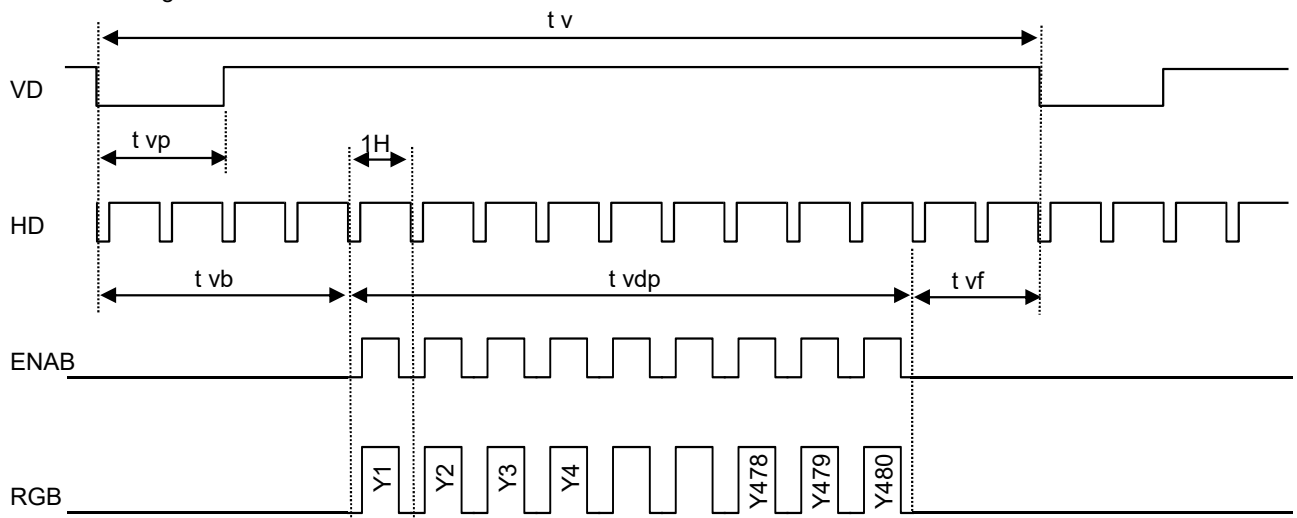 t v
VD
t vp
1H
HD
t vb
t vdp
t vf
ENAB
RGB
Y1
Y2
Y3
Y4
Y478
Y479
Y480